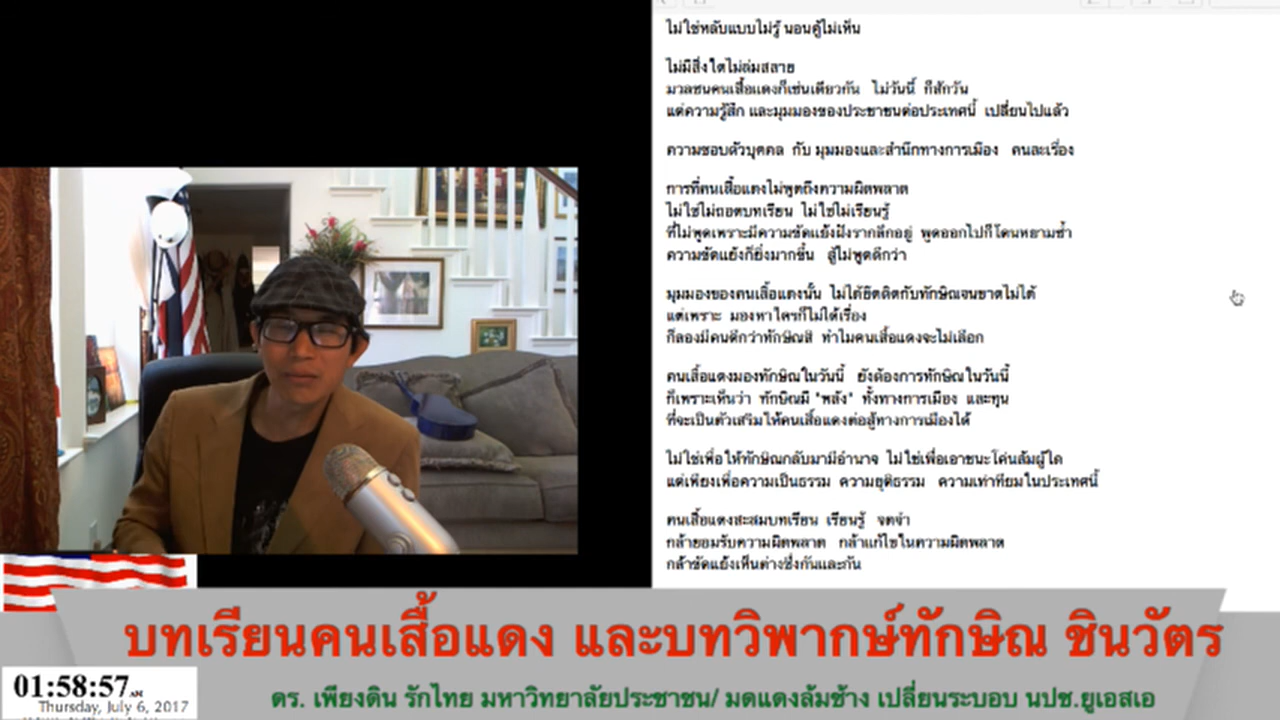 ไม่ใช่หลับแบบไม่รู้ นอนคู้ไม่เห็น
ไม่มีสิ่งใดไม่ล่มสลาย
มวลชนคนเสื้อแดงก็เช่นเดียวกัน ไม่วันนี้ ก็สักวัน
แต่ความรู้สึก และมุมมองของประชาชนต่อประเทศนี้ เปลี่ยนไปแล้ว
ความชอบตัวบุคคล กับ มุมมองและสำนึกทางการเมือง คนละเรื่อง
การที่คนเสื้อแดงไม่พูดถึงความผิดพลาด
ไม่ใช่ไม่ถอดบทเรียน ไม่ใช่ไม่เรียนรู้
ที่ไม่พูดเพราะมีความขัดแย้งฝังรากลึกอยู่ พูดออกไปก็โดนหยามซ้ำ
ความขัดแย้งก็ยิ่งมากขึ้น สู้ไม่พูดดีกว่า
มุมมองของคนเสื้อแดงนั้น ไม่ได้ยึดติดกับทักษิณจนขาดไม่ได้
แต่เพราะ มองหาใครก็ไม่ได้เรื่อง
ก็ลองมีคนดีกว่าทักษิณสิ ทำไมคนเสื้อแดงจะไม่เลือก
คนเสื้อแดงมองทักษิณในวันนี้ ยังต้องการทักษิณในวันนี้
ก็เพราะเห็นว่า ทักษิณมี "พลัง" ทั้งทางการเมือง และทุน
ที่จะเป็นตัวเสริมให้คนเสื้อแดงต่อสู้ทางการเมืองได้
ไม่ใช่เพื่อให้ทักษิณกลับมามีอำนาจ ไม่ใช่เพื่อเอาชนะโค่นล้มผู้ใด
แต่เพียงเพื่อความเป็นธรรม ความยุติธรรม ความเท่าทียมในประเทศนี้
คนเสื้อแดงสะสมบทเรียน เรียนรู้ จดจำ
กล้ายอมรับความผิดพลาด กล้าแก้ไขในความผิดพลาด
กล้าขัดแย้งเห็นต่างซึ่งกันและกัน
บทเรียนคนเสื้อแดง และบทวิพากษ์ทักษิณ ชินวัตร
01:58:57 AM
Thursday, July 6, 2017
ดร. เพียงดิน รักไทย มหาวิทยาลัยประชาชน/ มดแดงล้มช้าง เปลี่ยนระบอบ นปช.ยูเอสเอ